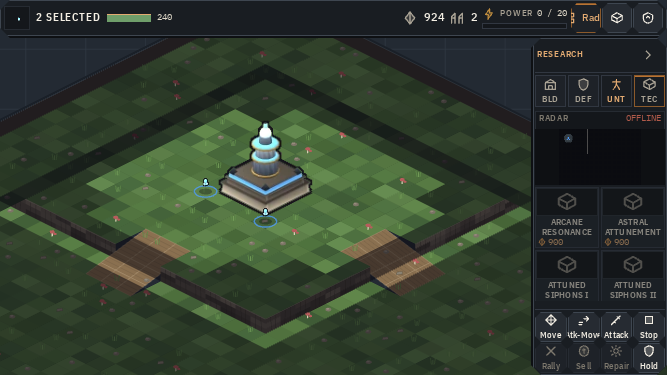 2 SELECTED 240
924 2 POWER 0 / 20 Rad
RESEARCH
BLD DEF UNT TEC
RADAR OFFLINE
ARCANE RESONANCE
900
ASTRAL ATTUNEMENT
900
ATTUNED SIPHONS I
ATTUNED SIPHONS II
Move Atk-Move Attack Stop
Rally Sell Repair Hold